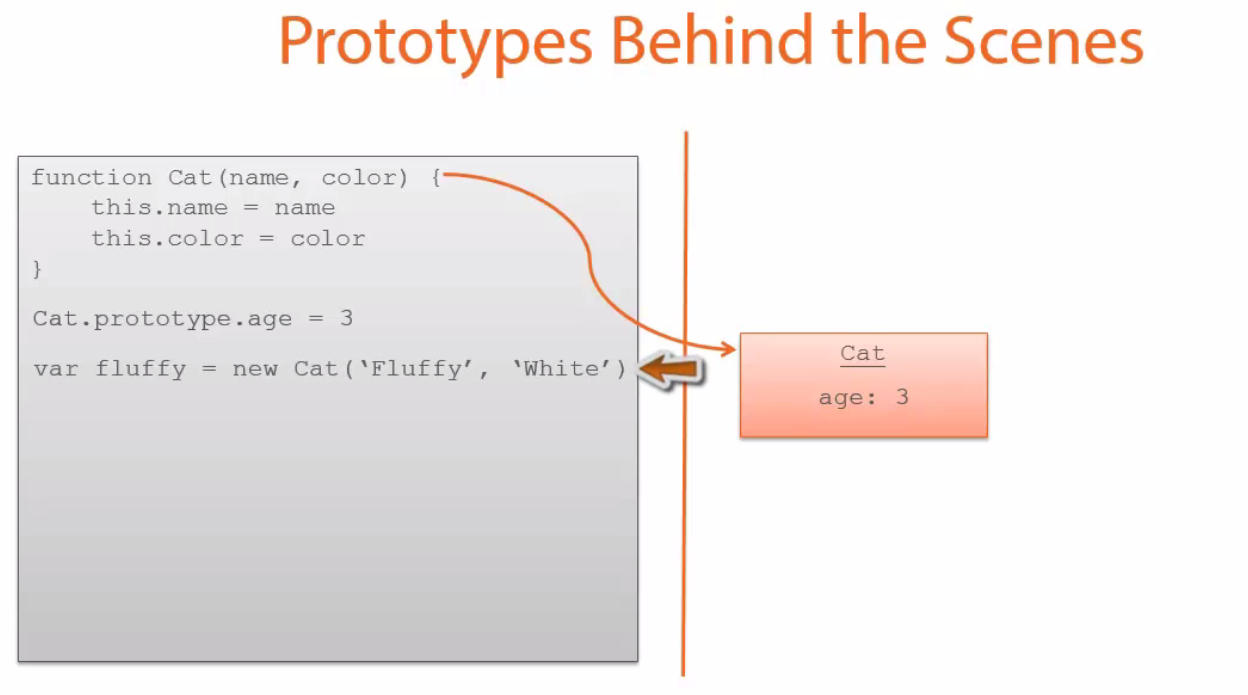 Prototypes Behind the Scenes
function Cat(name, color) {
    this.name = name
    this.color = color
}
Cat.prototype.age = 3
var fluffy = new Cat(‘Fluffy’, ‘White’)
Cat
age: 3